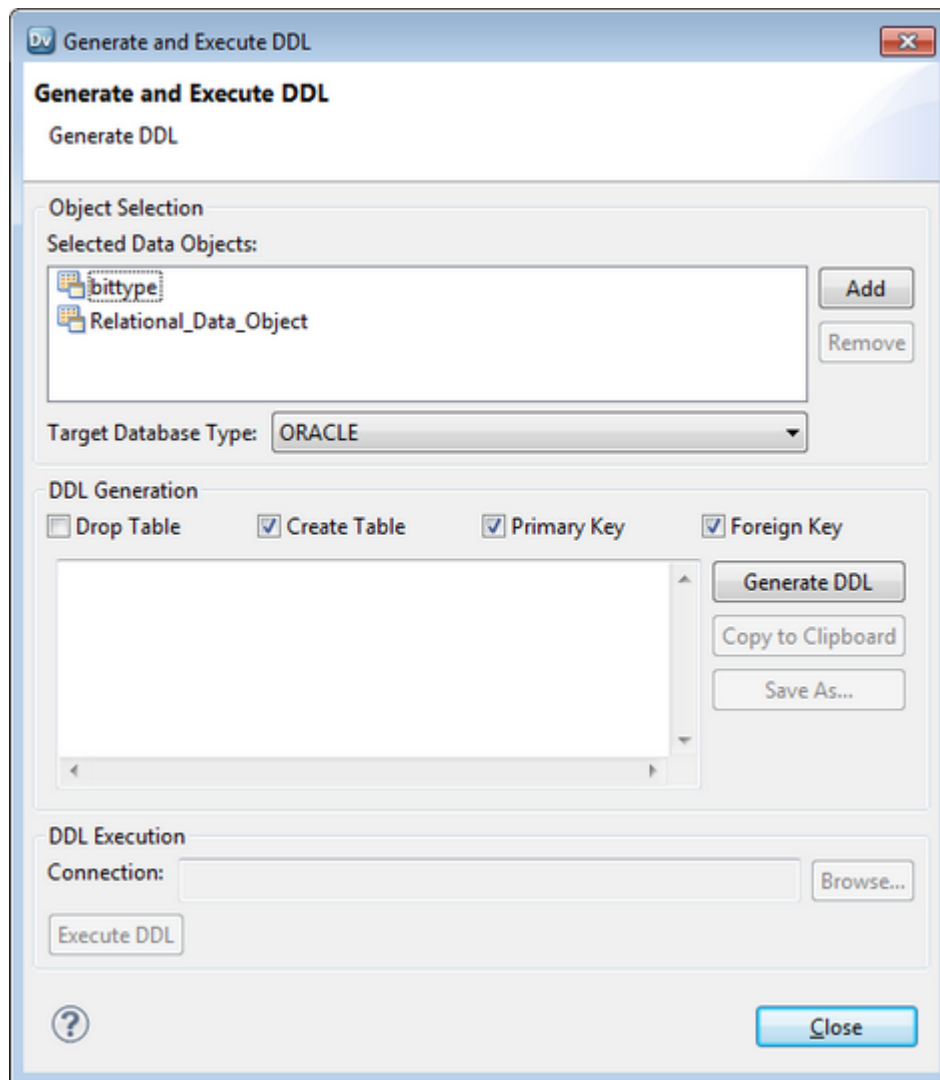 Dv Generate and Execute DDL
Generate and Execute DDL
Generate DDL
Object Selection
Selected Data Objects:
bittype
Relational_Data_Object
Add
Remove
Target Database Type: ORACLE
DDL Generation
Drop Table Create Table Primary Key Foreign Key
Generate DDL
Copy to Clipboard
Save As...
DDL Execution
Connection: Browse...
Execute DDL
? Close